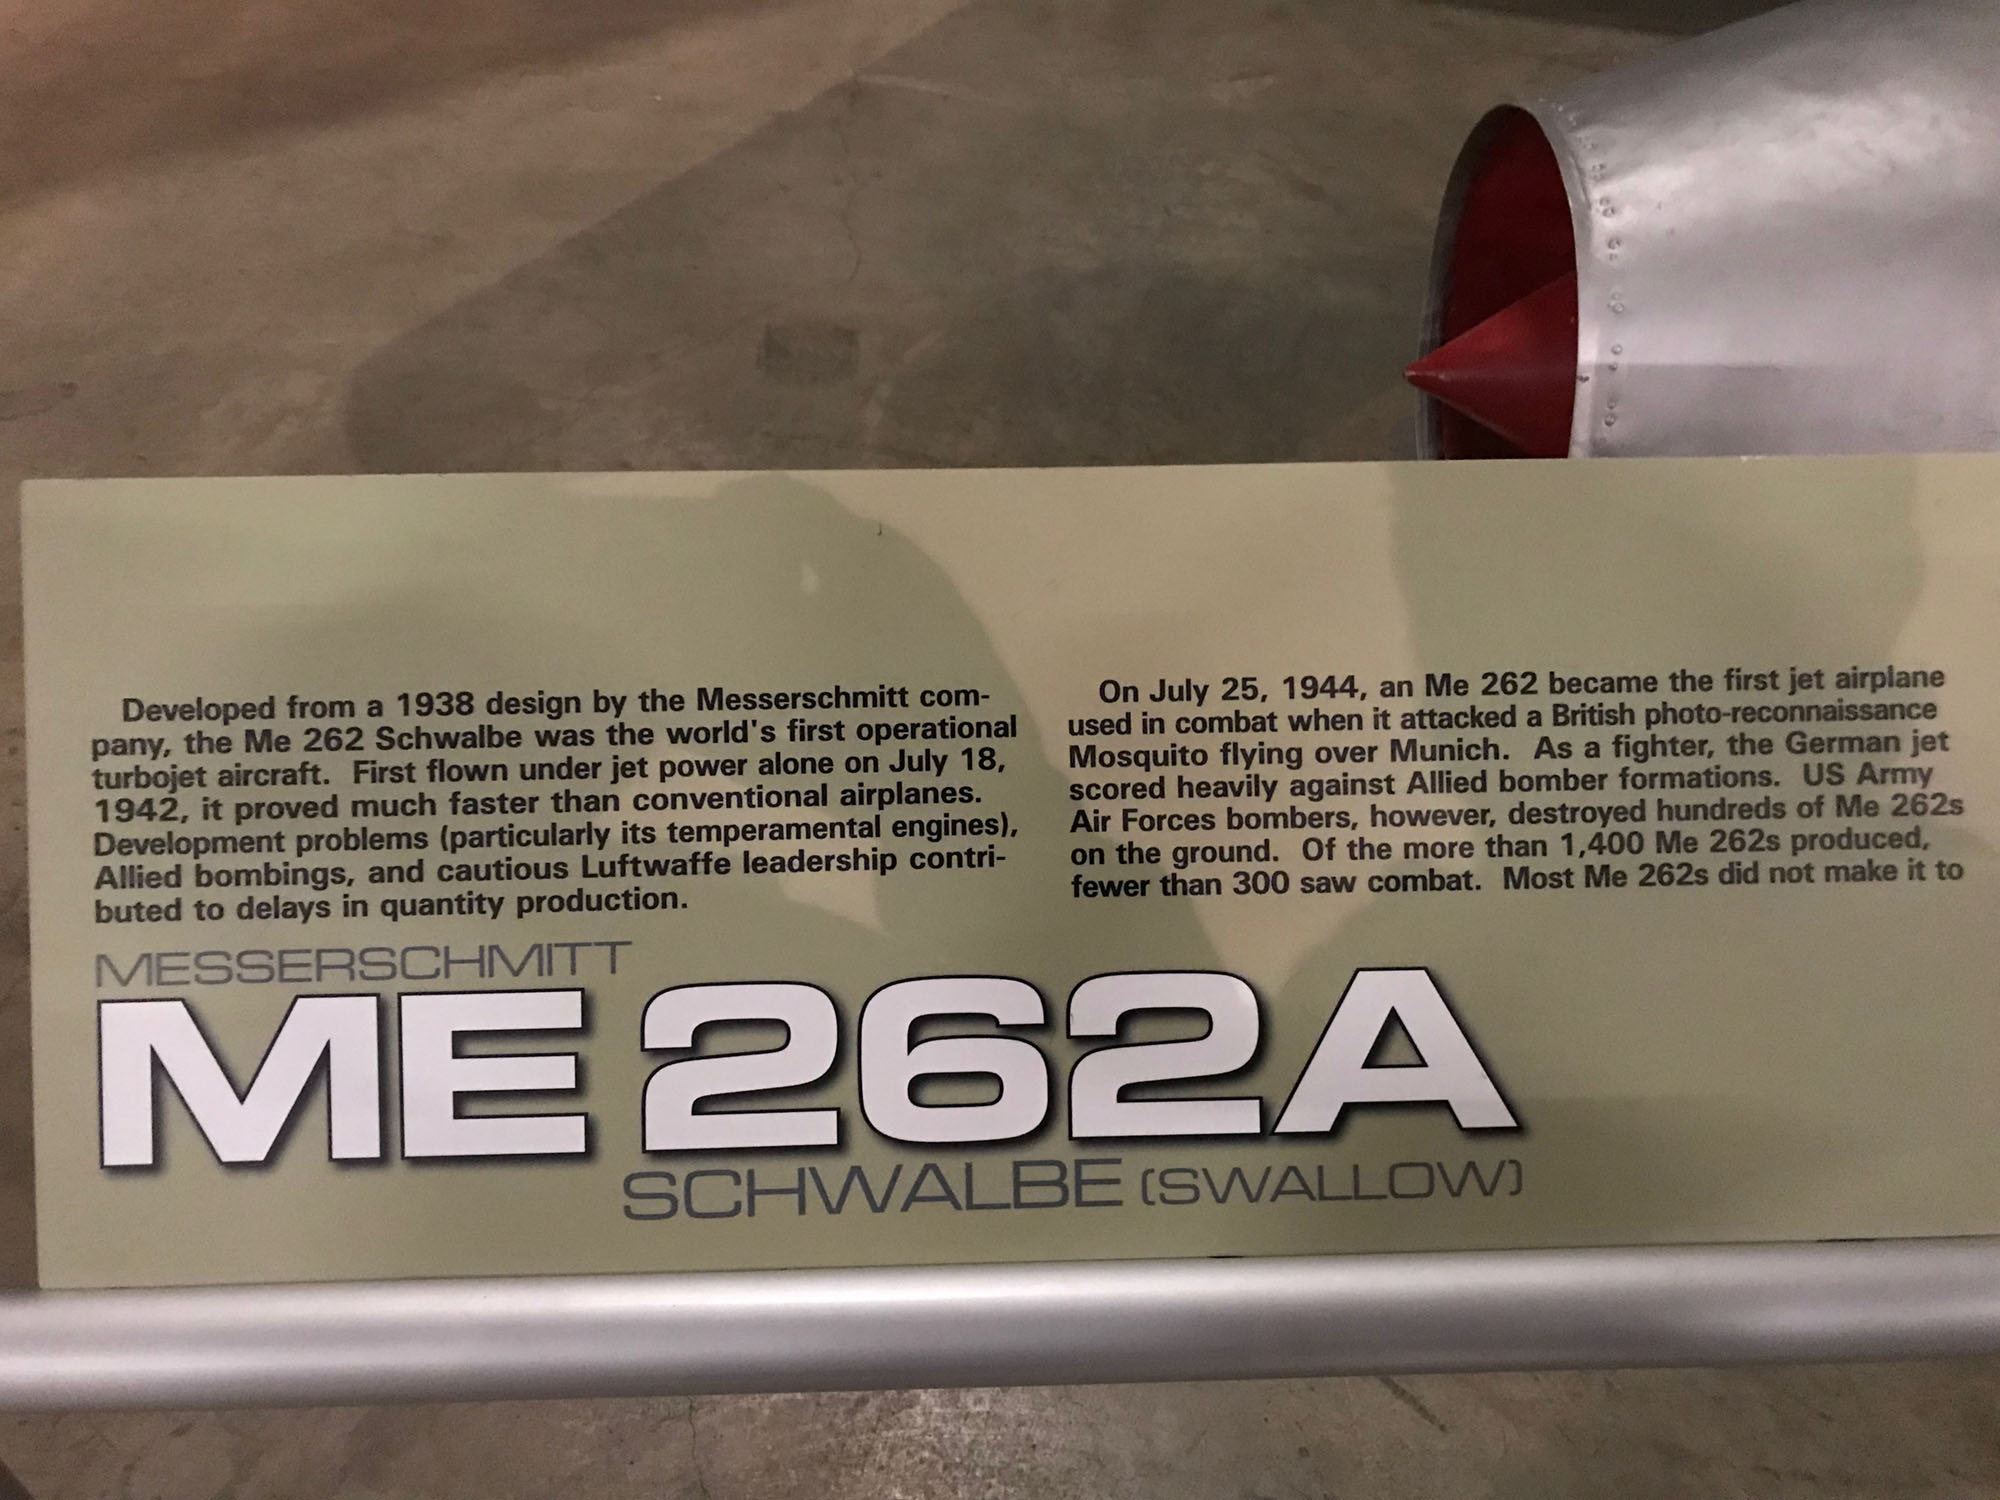 Developed from a 1938 design by the Messerschmitt com-
pany, the Me 262 Schwalbe was the world's first operational
turbojet aircraft. First flown under jet power alone on July 18,
1942, it proved much faster than conventional airplanes.
Development problems (particularly its temperamental engines),
Allied bombings, and cautious Luftwaffe leadership contri-
buted to delays in quantity production.
On July 25, 1944, an Me 262 became the first jet airplane
used in combat when it attacked a British photo-reconnaissance
Mosquito flying over Munich. As a fighter, the German jet
scored heavily against Allied bomber formations. US Army
Air Forces bombers, however, destroyed hundreds of Me 262s
on the ground. Of the more than 1,400 Me 262s produced,
fewer than 300 saw combat. Most Me 262s did not make it to
MESSERSCHMITT
ME 262A
SCHWALBE (SWALLOW)